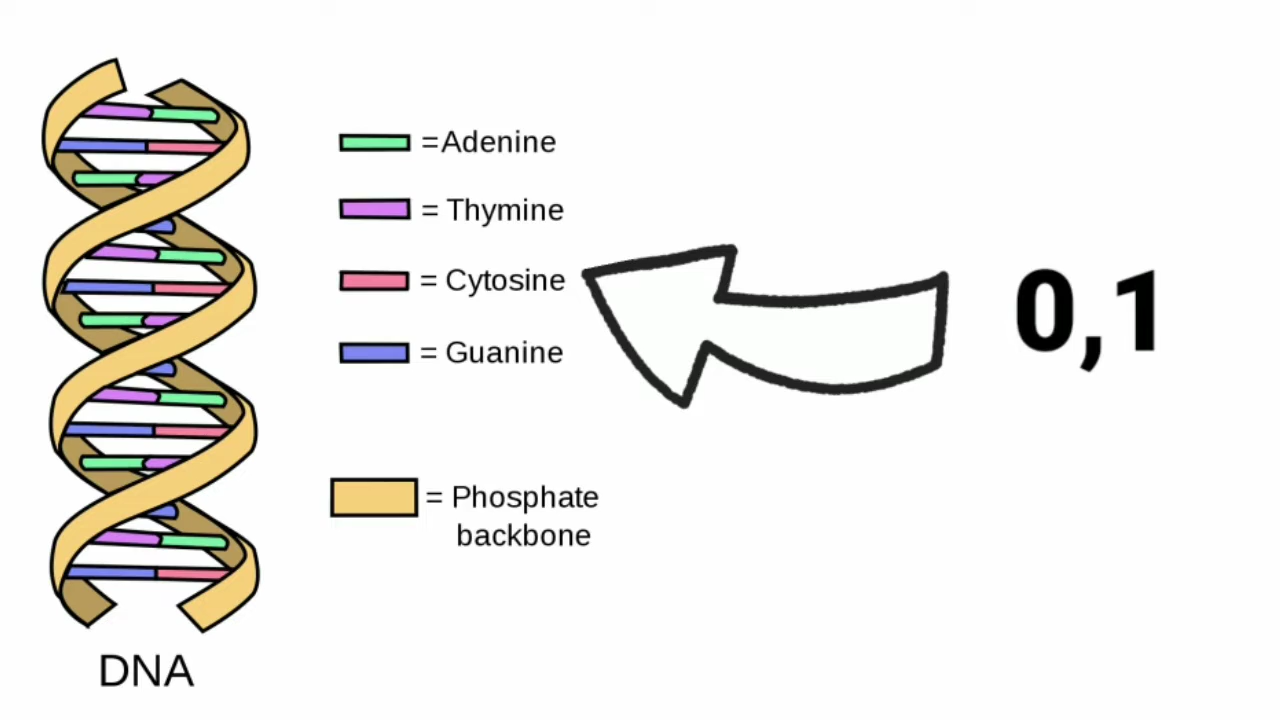 =Adenine
= Thymine
= Cytosine
= Guanine
0,1
= Phosphate
backbone
DNA